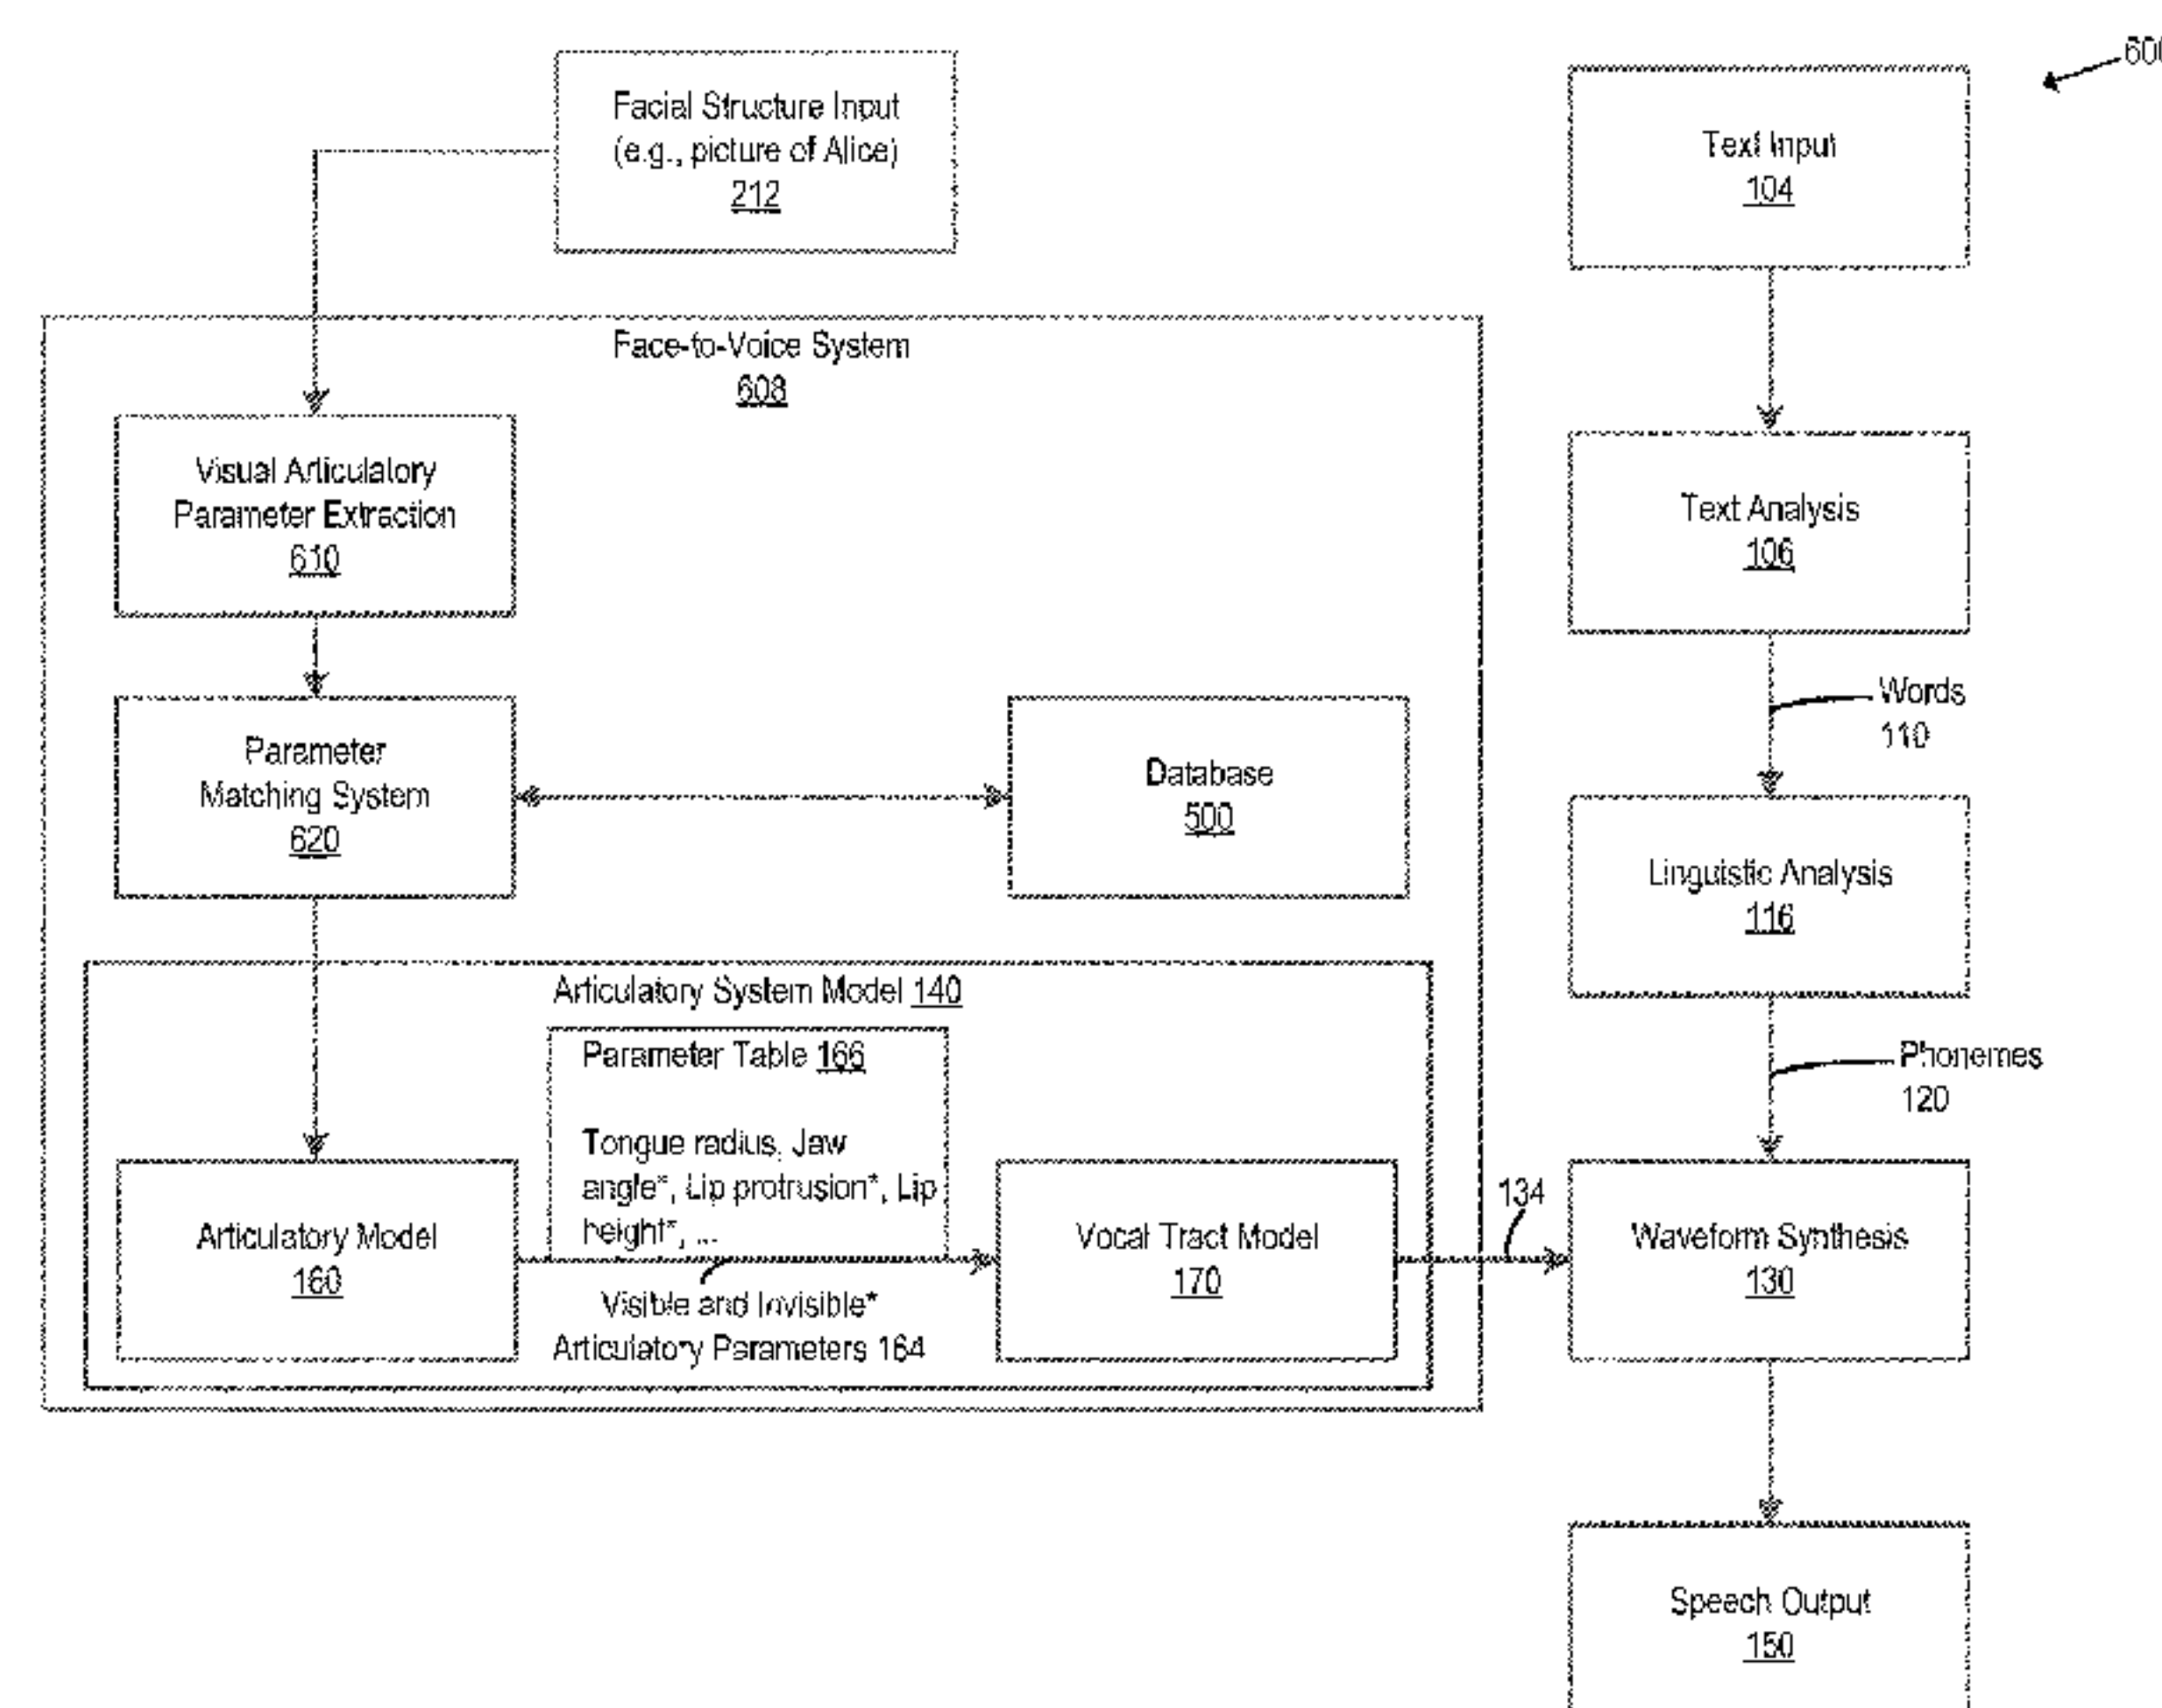 600
Facial Structure Input
(e.g., picture of Alice)
212
Text Input
104
Face-to-Voice System
608
Visual Articulatory
Parameter Extraction
610
Text Analysis
106
Words
110
Parameter
Matching System
620
Database
500
Linguistic Analysis
116
Articulatory System Model 140
Parameter Table 166
Tongue radius, Jaw
angle*, Lip protrusion*, Lip
height*, ...
Phonemes
120
Articulatory Model
160
Visible and Invisible*
Articulatory Parameters 164
Vocal Tract Model
170
134
Waveform Synthesis
130
Speech Output
150